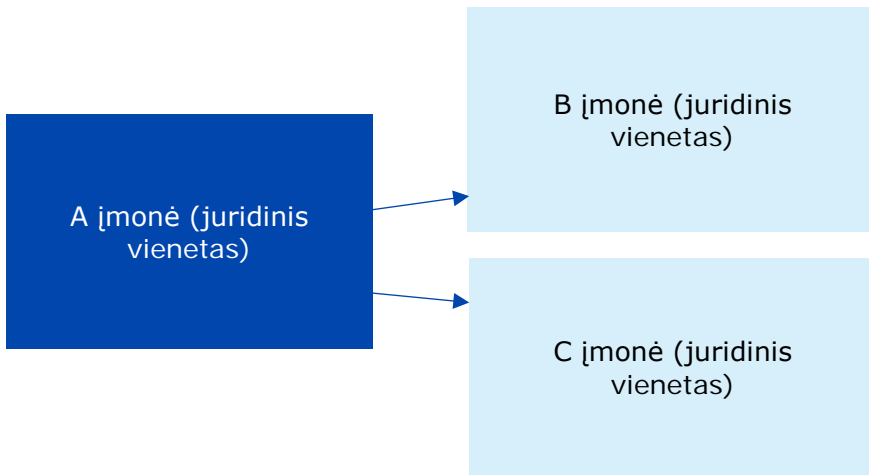 A įmonė (juridinis
vienetas)
B įmonė (juridinis
vienetas)
C įmonė (juridinis
vienetas)